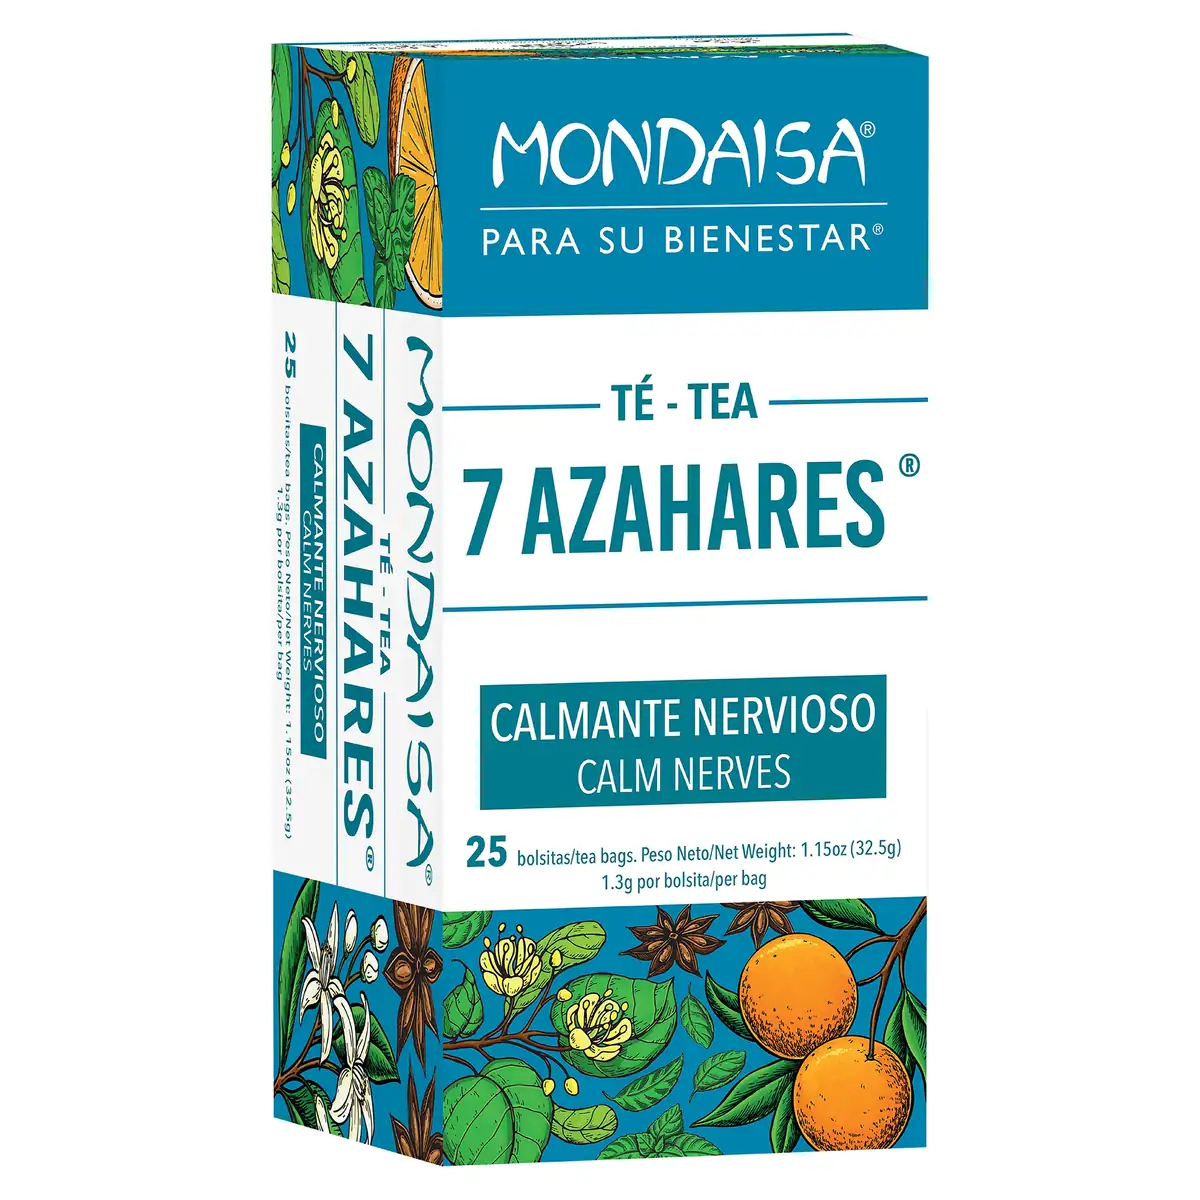 MONDAISA®
PARA SU BIENESTAR®
TÉ - TEA
7 AZAHARES®
CALMANTE NERVIOSO
CALM NERVES
25 bolsitas/tea bags. Peso Neto/Net Weight: 1.15oz (32.5g)
1.3g por bolsita/per bag
MONDAISA®
TÉ - TEA
7 AZAHARES®
CALMANTE NERVIOSO
CALM NERVES
25 bolsitas/tea bags. Peso Neto/Net Weight: 1.15oz (32.5g)
1.3g por bolsita/per bag